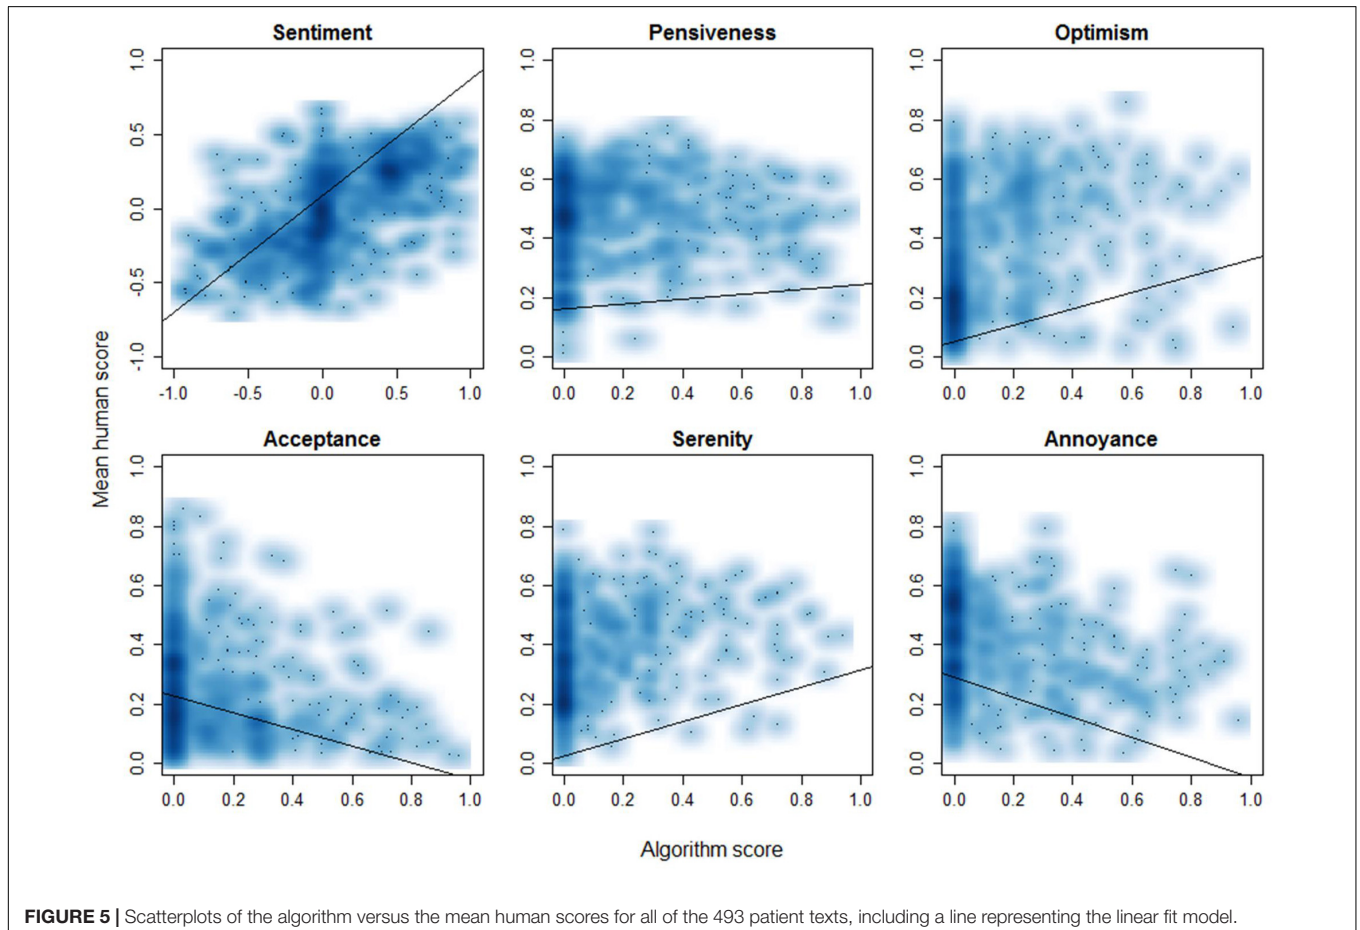 Sentiment
Pensiveness
Optimism
1.0
0.5
0.0
-0.5
-1.0
-1.0 -0.5 0.0 0.5 1.0
1.0
0.8
0.6
0.4
0.2
0.0
0.0 0.2 0.4 0.6 0.8 1.0
1.0
0.8
0.6
0.4
0.2
0.0
0.0 0.2 0.4 0.6 0.8 1.0
Mean human score
Acceptance
Serenity
Annoyance
1.0
0.8
0.6
0.4
0.2
0.0
0.0 0.2 0.4 0.6 0.8 1.0
1.0
0.8
0.6
0.4
0.2
0.0
0.0 0.2 0.4 0.6 0.8 1.0
1.0
0.8
0.6
0.4
0.2
0.0
0.0 0.2 0.4 0.6 0.8 1.0
Algorithm score
FIGURE 5 | Scatterplots of the algorithm versus the mean human scores for all of the 493 patient texts, including a line representing the linear fit model.